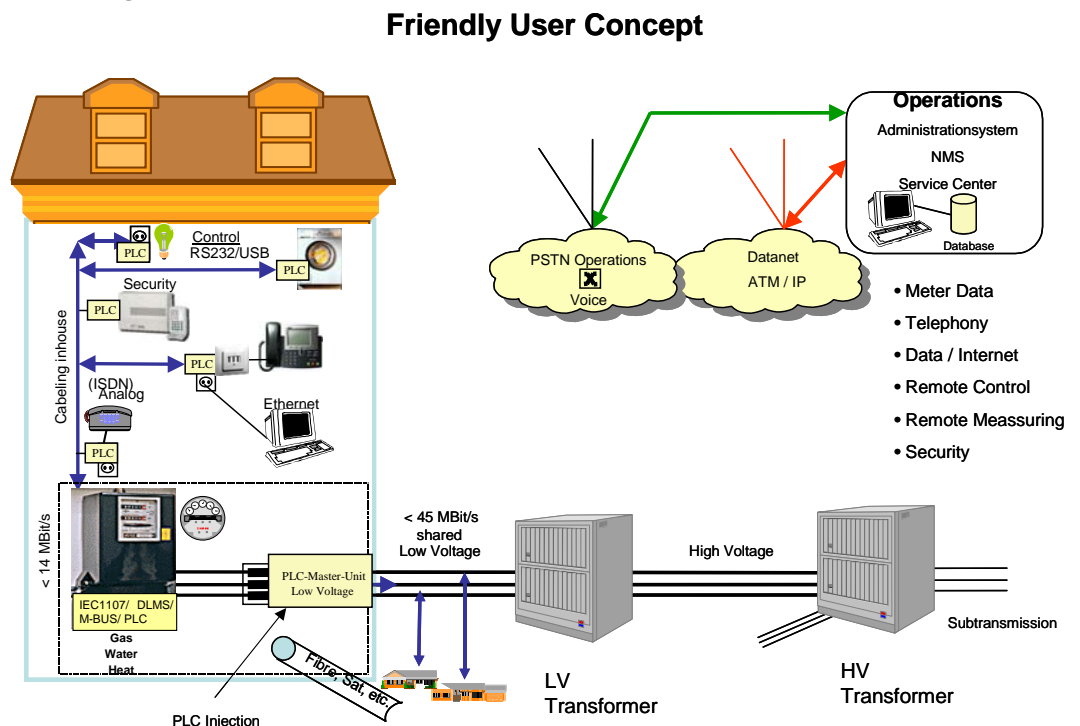 Friendly User Concept
Operations
Administrationsystem
NMS
Service Center
Database
PSTN Operations
Voice
Datanet
ATM / IP
• Meter Data
• Telephony
• Data / Internet
• Remote Control
• Remote Meassuring
• Security
PLC
Control
RS232/USB
PLC
Security
PLC
PLC
Cabeling inhouse
(ISDN)
Analog
Ethernet
PLC
< 14 MBit/s
IEC1107/ DLMS/
M-BUS/ PLC
Gas
Water
Heat
PLC-Master-Unit
Low Voltage
< 45 MBit/s
shared
Low Voltage
High Voltage
Subtransmission
Fibre, Sat, etc.
PLC Injection
LV
Transformer
HV
Transformer